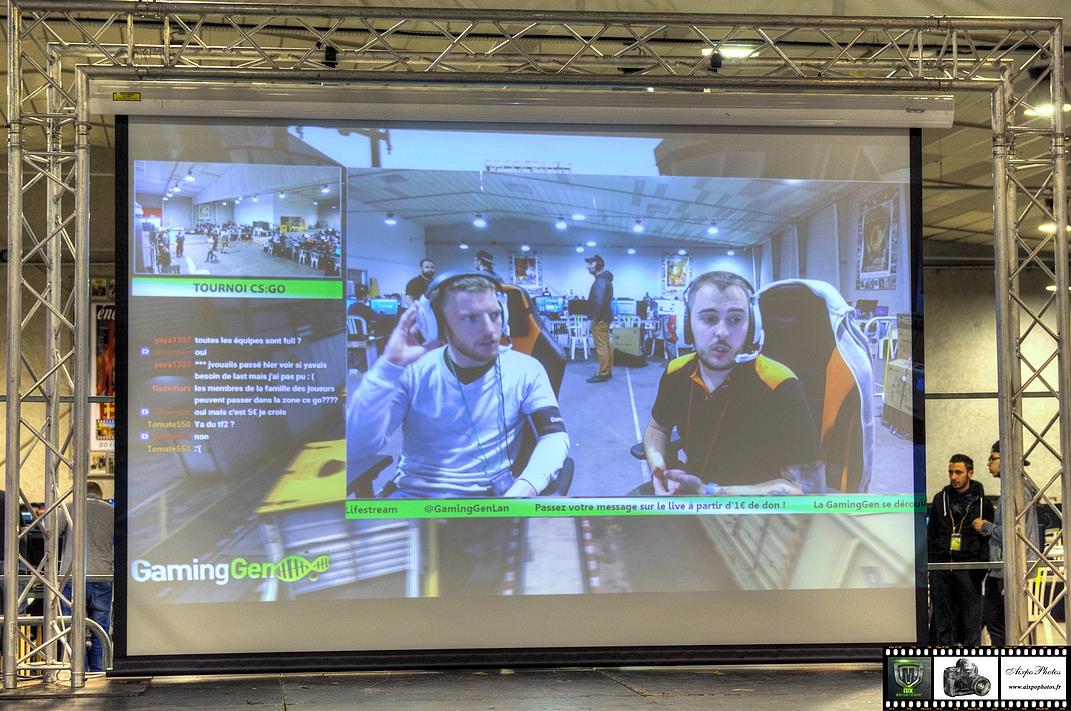 TOURNOI CS:GO
yaya1337 toutes les équipes sont full ?
oui
yaya1337 *** jvoualis passé hier voir si yavais
besoin de last mais j'ai pas pu : (
flodemars les membres de la famille des joueurs
peuvent passer dans la zone cs go????
oui mais c'est 5€ je crois
Tomate550 Ya du tf2 ?
non
Tomate550 :'(
Lifestream @GamingGenLan Passez votre message sur le live à partir d'1€ de don ! La GamingGen se déroul
GamingGen
AIX
Aixpo Photos
www.aixpophotos.fr